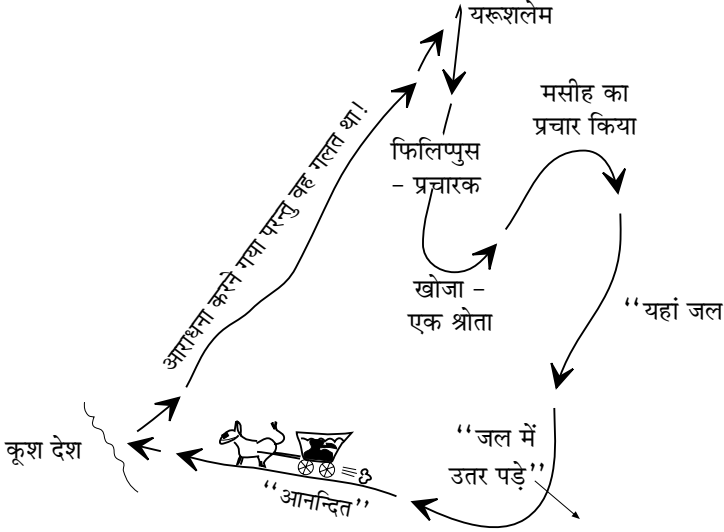 यरूशलेम
आराधना करने गया परन्तु वह गलत था!
फिलिप्पुस
– प्रचारक
मसीह का
प्रचार किया
खोजा –
एक श्रोता
“यहां जल
“जल में
उतर पड़े”
“आनन्दित”
कूश देश